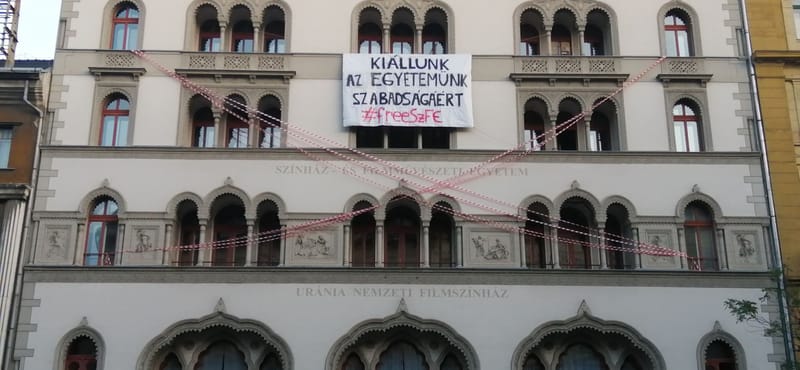 KIÁLLUNK
AZ EGYETEMÜNK
SZABADSÁGÁÉRT
#freeSzFE
SZÍNHÁZ- ÉS FILMMŰVÉSZETI EGYETEM
URÁNIA NEMZETI FILMSZÍNHÁZ